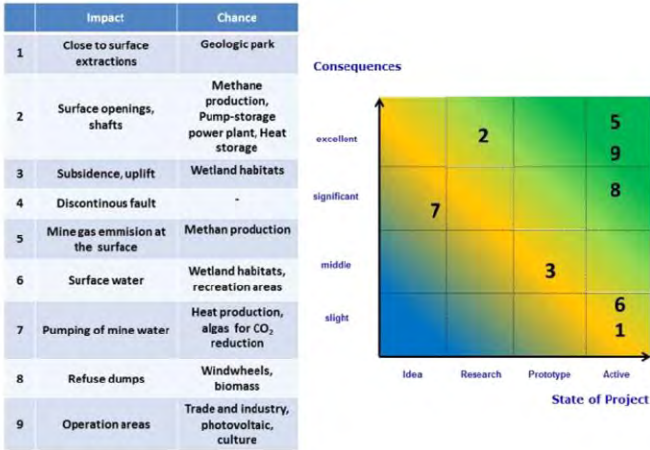 Impact Chance
1 Close to surface extractions Geologic park
2 Surface openings, shafts Methane production, Pump-storage power plant, Heat storage
3 Subsidence, uplift Wetland habitats
4 Discontinous fault -
5 Mine gas emmision at the surface Methan production
6 Surface water Wetland habitats, recreation areas
7 Pumping of mine water Heat production, algas for CO₂ reduction
8 Refuse dumps Windwheels, biomass
9 Operation areas Trade and industry, photovoltaic, culture
Consequences
excellent 2 5
9
significant 7 8
middle 3
slight 6
1
Idea Research Prototype Active
State of Project